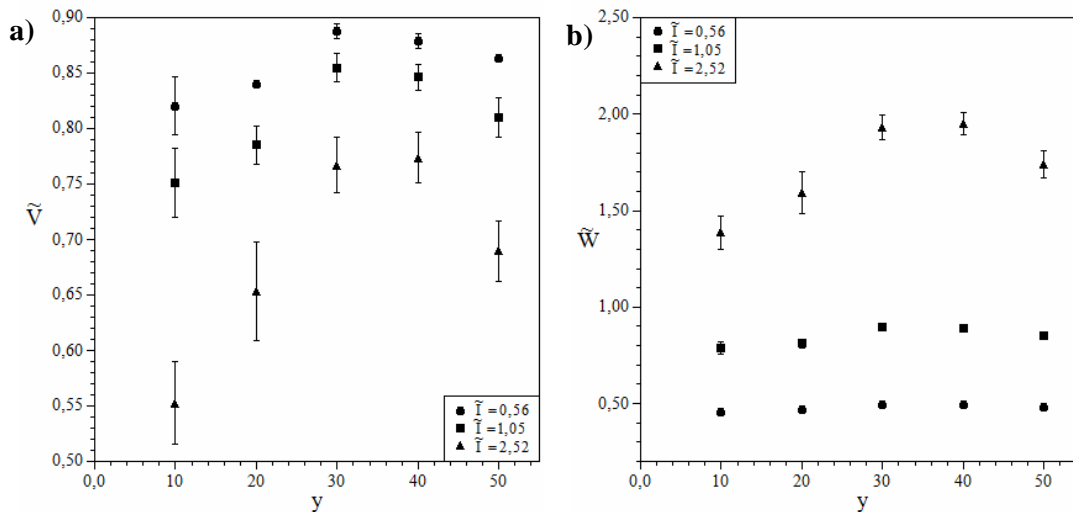 a)
0,90
0,85
0,80
0,75
0,70
0,65
0,60
0,55
0,50
Ṽ
0,0 10 20 30 40 50
y
Ĩ = 0,56
Ĩ = 1,05
Ĩ = 2,52
b)
2,50
2,00
1,50
1,00
0,50
W̃
0,0 10 20 30 40 50
y
Ĩ = 0,56
Ĩ = 1,05
Ĩ = 2,52